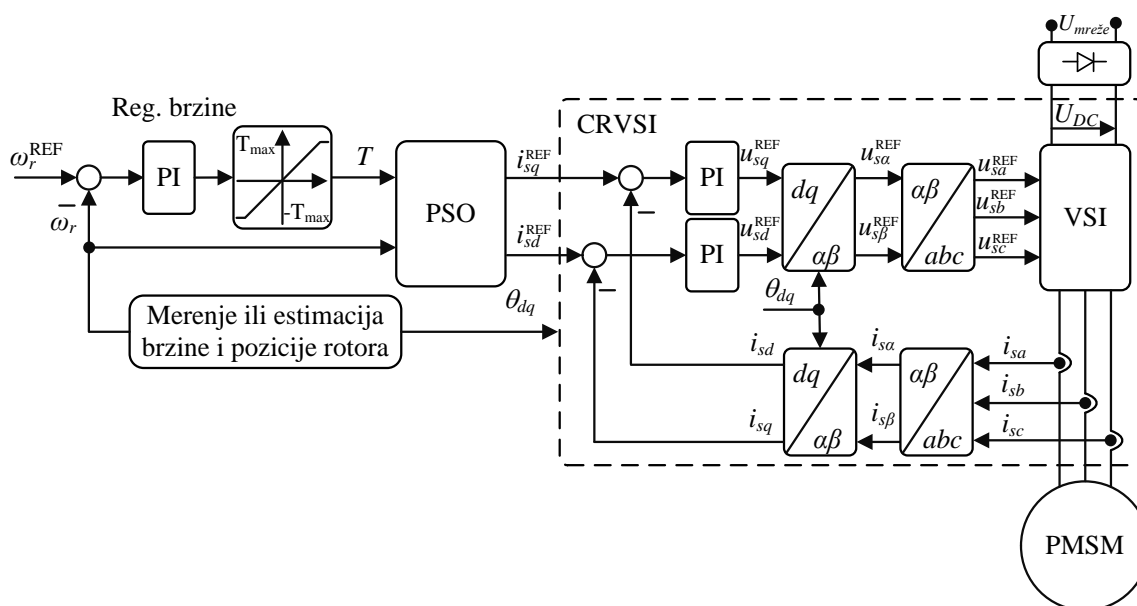 U_mreže
Reg. brzine
CRVSI
U_DC
ω_r^REF
PI
T_max
-T_max
T
PSO
i_sq^REF
i_sd^REF
PI
PI
u_sq^REF
u_sd^REF
dq
αβ
u_sα^REF
u_sβ^REF
αβ
abc
u_sa^REF
u_sb^REF
u_sc^REF
VSI
−
ω_r
−
−
θ_dq
θ_dq
Merenje ili estimacija
brzine i pozicije rotora
i_sd
i_sq
dq
αβ
i_sα
i_sβ
αβ
abc
i_sa
i_sb
i_sc
PMSM